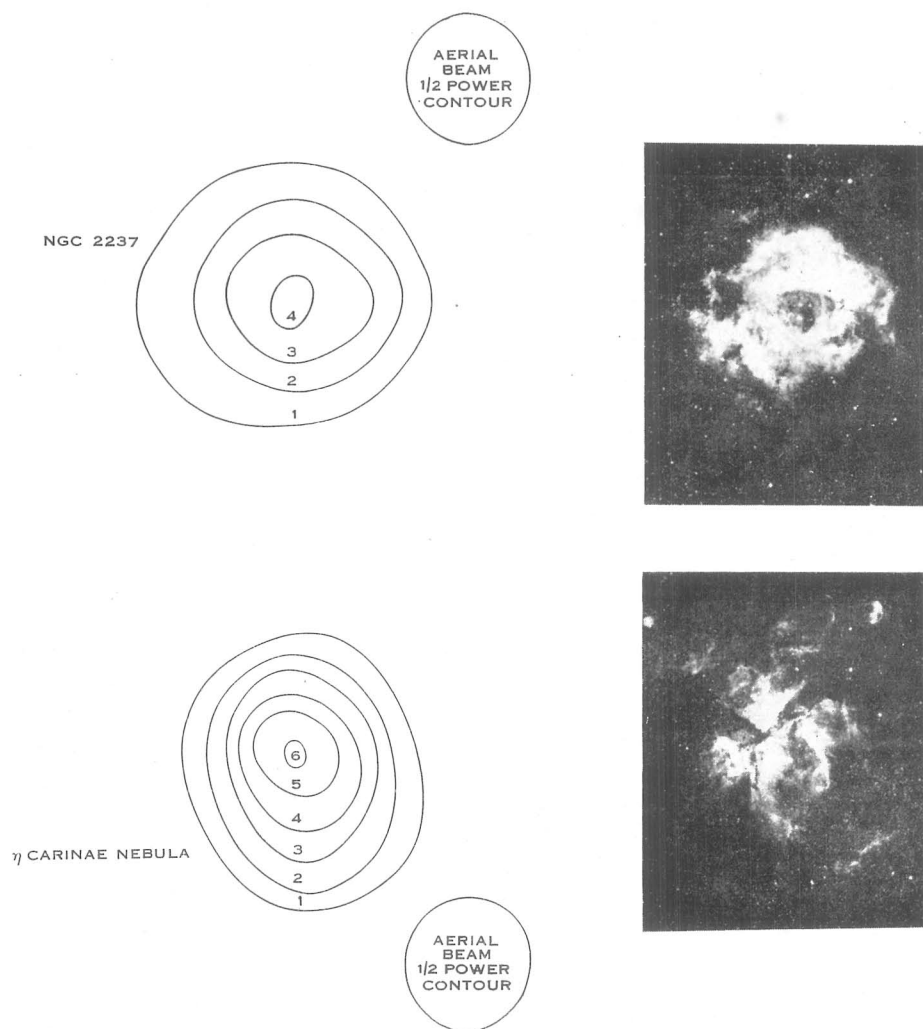 AERIAL
BEAM
1/2 POWER
CONTOUR
NGC 2237
4
3
2
1
6
5
4
3
2
1
η CARINAE NEBULA
AERIAL
BEAM
1/2 POWER
CONTOUR